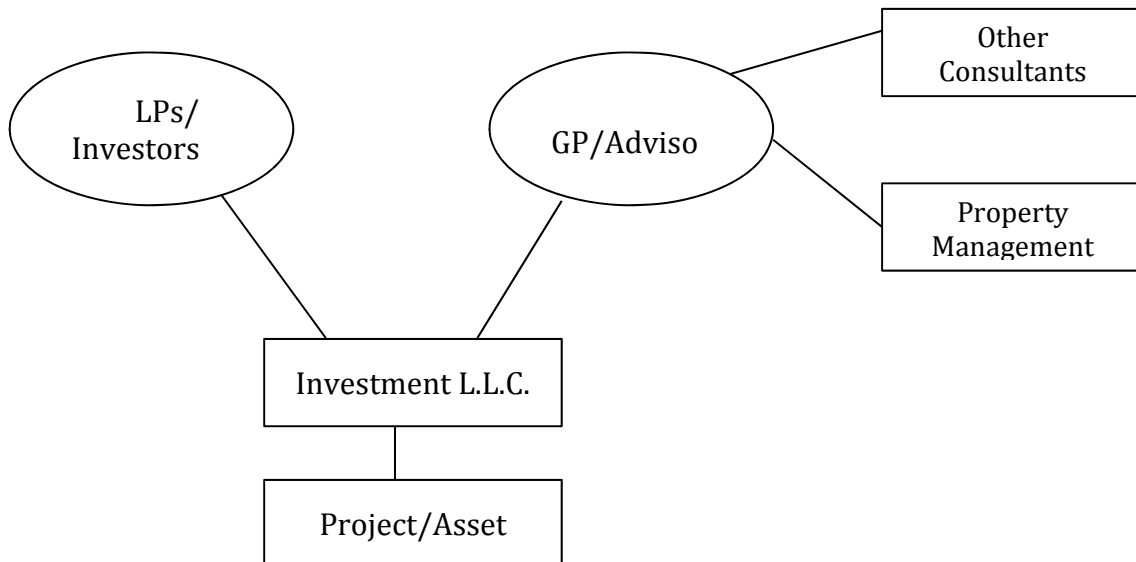 Other
Consultants
LPs/
Investors
GP/Adviso
Property
Management
Investment L.L.C.
Project/Asset